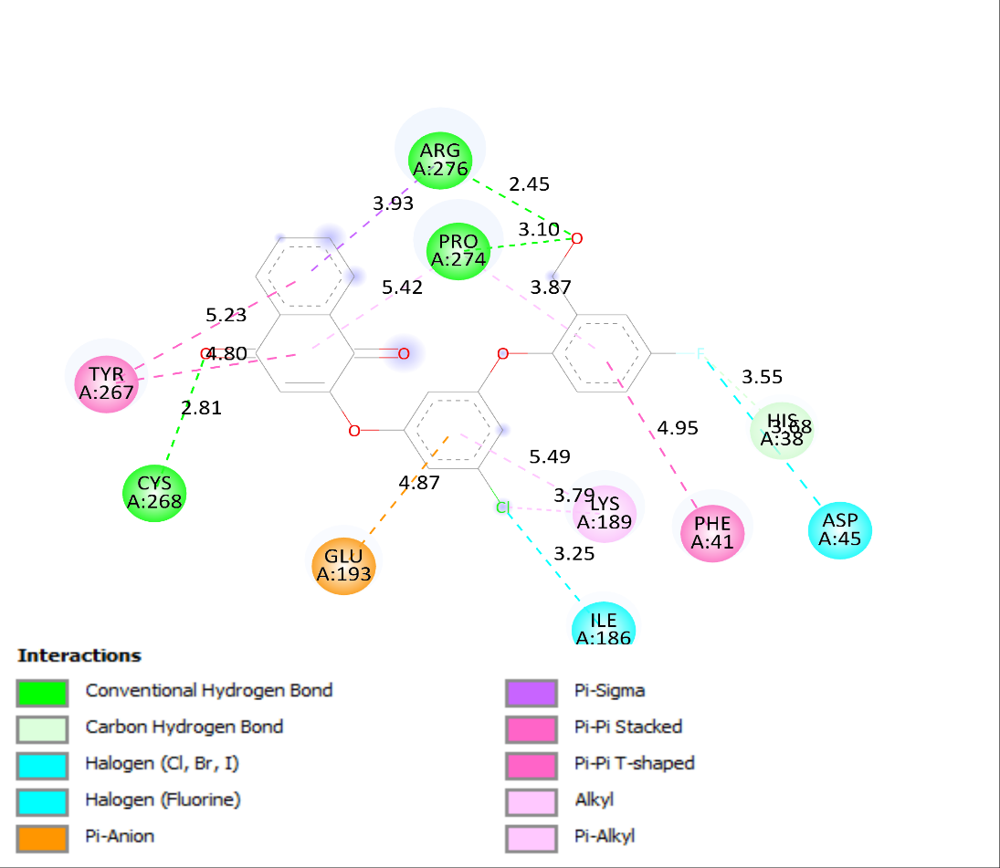 ARG
A:276
2.45
3.93
3.10
O
PRO
A:274
5.42
3.87
5.23
O
4.80
O
O
F
TYR
A:267
3.55
2.81
HIS
A:38
3.68
4.95
O
5.49
CYS
A:268
4.87
3.79
Cl
LYS
A:189
PHE
A:41
ASP
A:45
GLU
A:193
3.25
ILE
A:186
Interactions
Conventional Hydrogen Bond
Carbon Hydrogen Bond
Halogen (Cl, Br, I)
Halogen (Fluorine)
Pi-Anion
Pi-Sigma
Pi-Pi Stacked
Pi-Pi T-shaped
Alkyl
Pi-Alkyl